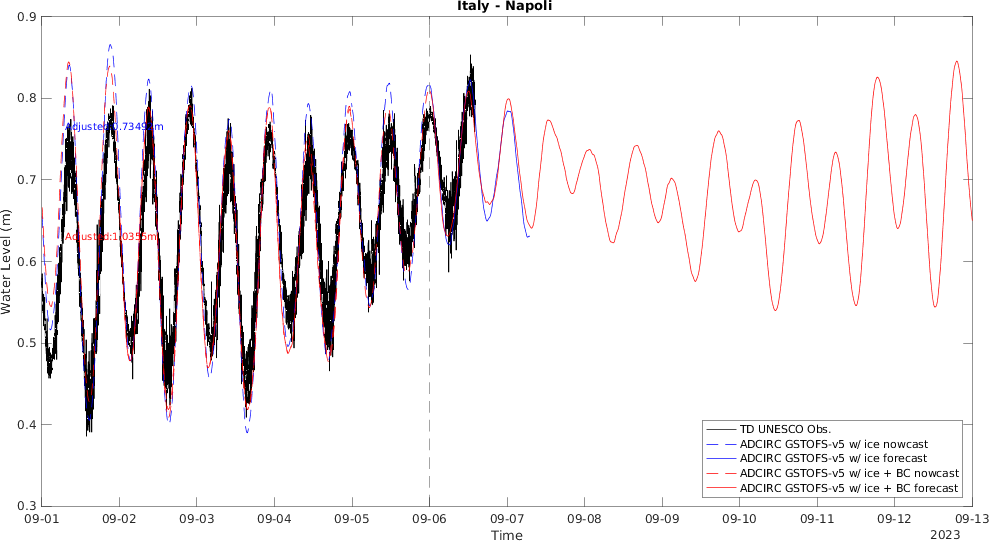 Italy - Napoli
0.9
0.8
0.7
0.6
0.5
0.4
0.3
Water Level (m)
Adjusted:1.0355m
TD UNESCO Obs.
ADCIRC GSTOFS-v5 w/ ice nowcast
ADCIRC GSTOFS-v5 w/ ice forecast
ADCIRC GSTOFS-v5 w/ ice + BC nowcast
ADCIRC GSTOFS-v5 w/ ice + BC forecast
09-01 09-02 09-03 09-04 09-05 09-06 09-07 09-08 09-09 09-10 09-11 09-12 09-13
Time
2023